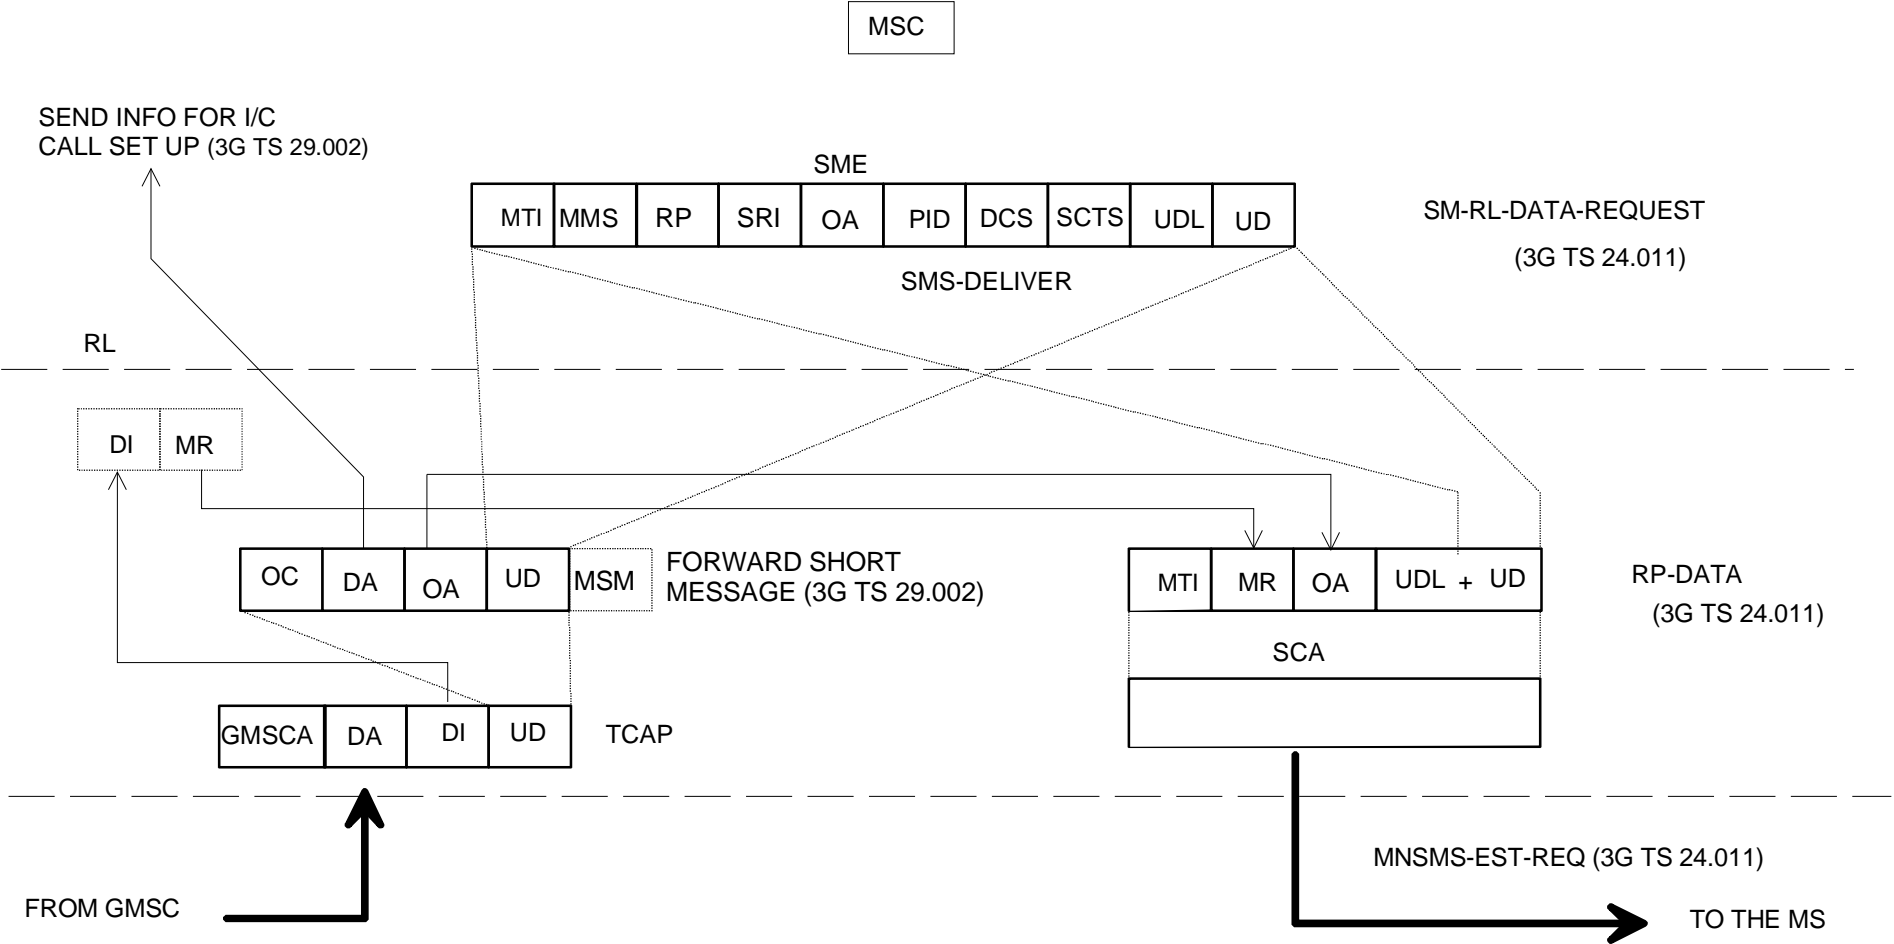 MSC
SEND INFO FOR I/C
CALL SET UP (3G TS 29.002)
SME
MTI MMS RP SRI OA PID DCS SCTS UDL UD
SM-RL-DATA-REQUEST
(3G TS 24.011)
SMS-DELIVER
RL
DI MR
OC DA OA UD MSM
FORWARD SHORT
MESSAGE (3G TS 29.002)
MTI MR OA UDL + UD
RP-DATA
(3G TS 24.011)
SCA
GMSCA DA DI UD
TCAP
MNSMS-EST-REQ (3G TS 24.011)
FROM GMSC
TO THE MS